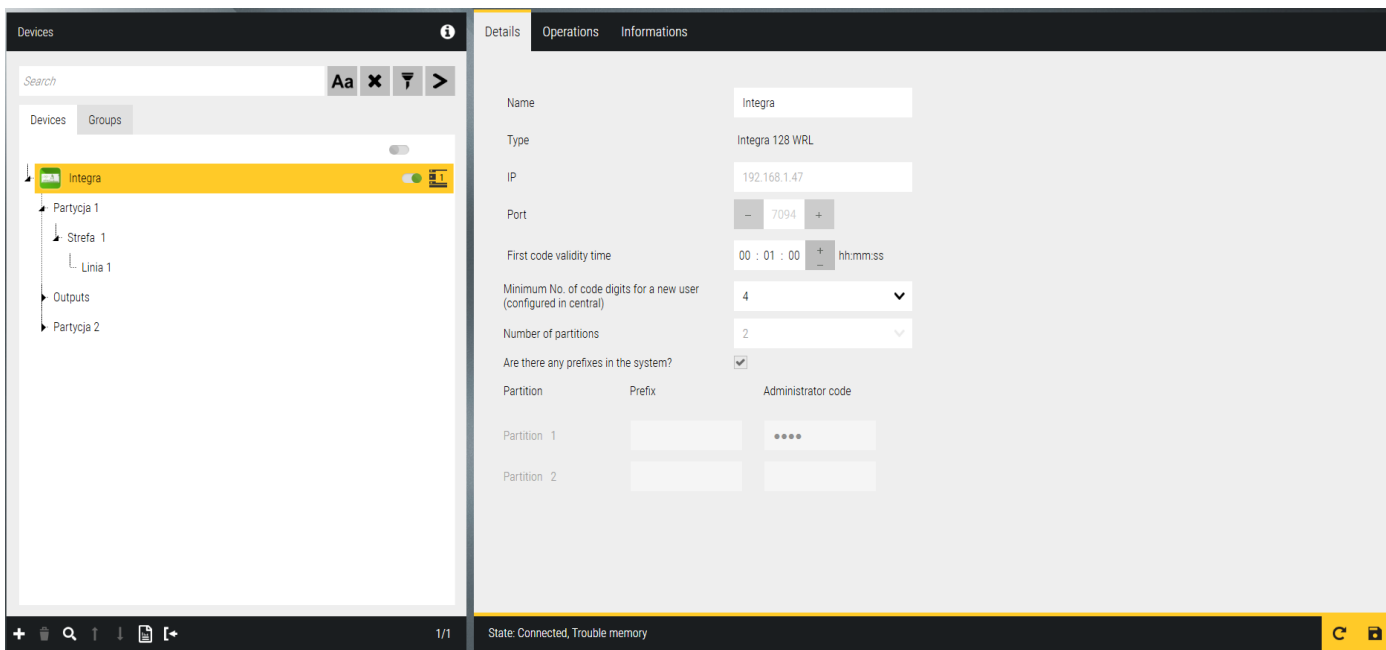 Devices
Search
Aa
Devices Groups
Integra 1
Partycja 1
Strefa 1
Linia 1
Outputs
Partycja 2
1/1
Details Operations Informations
Name Integra
Type Integra 128 WRL
IP 192.168.1.47
Port - 7094 +
First code validity time 00 : 01 : 00 + - hh:mm:ss
Minimum No. of code digits for a new user
(configured in central) 4
Number of partitions 2
Are there any prefixes in the system?
Partition Prefix Administrator code
Partition 1 ••••
Partition 2
State: Connected, Trouble memory